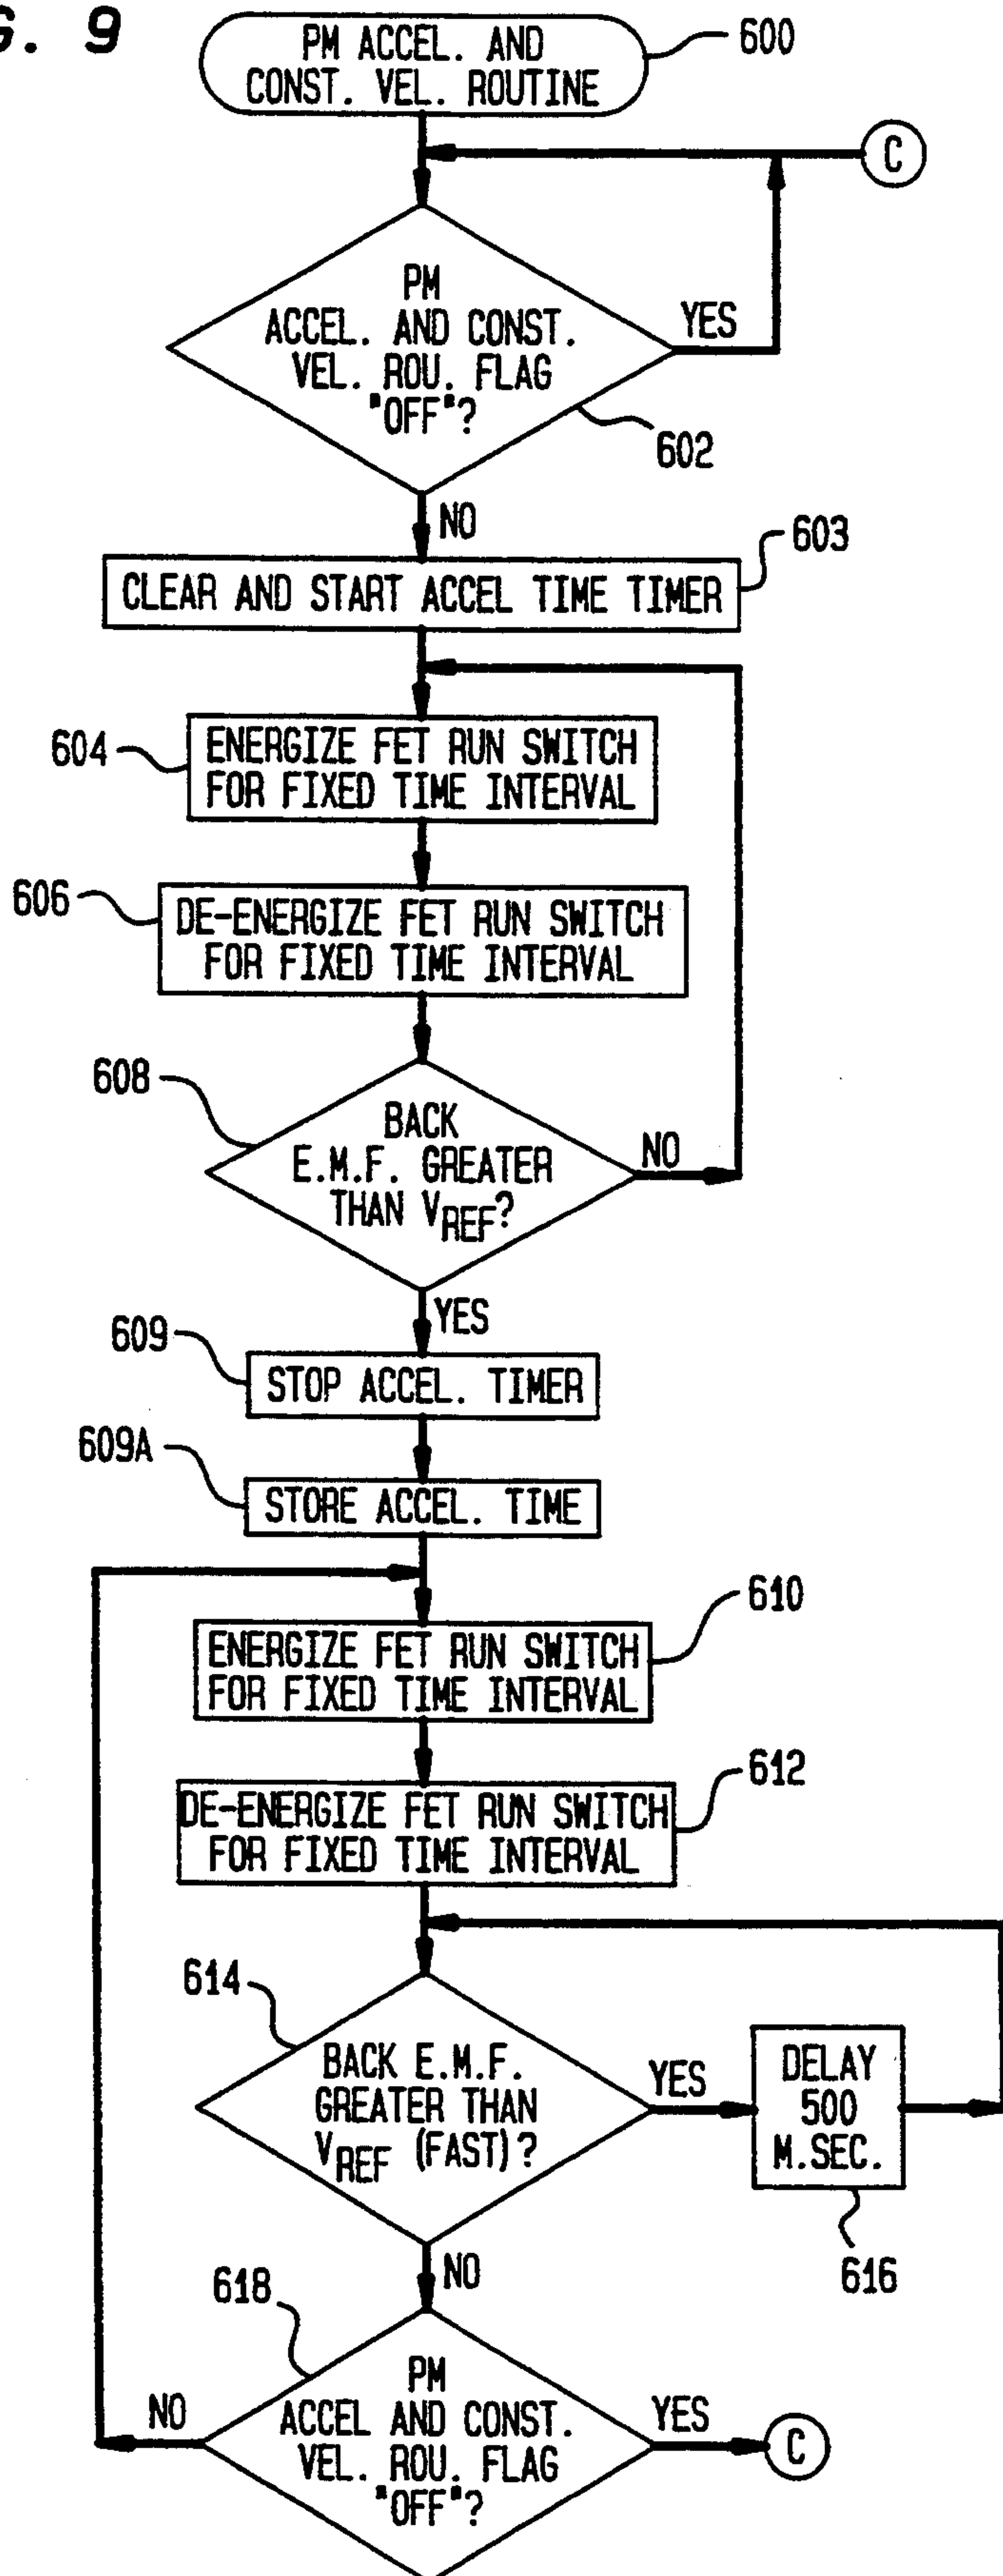 G. 9
PM ACCEL. AND
CONST. VEL. ROUTINE
600
C
PM
ACCEL. AND CONST.
VEL. ROU. FLAG
"OFF"?
YES
602
NO
603
CLEAR AND START ACCEL TIME TIMER
604
ENERGIZE FET RUN SWITCH
FOR FIXED TIME INTERVAL
606
DE-ENERGIZE FET RUN SWITCH
FOR FIXED TIME INTERVAL
608
BACK
E.M.F. GREATER
THAN VREF?
NO
YES
609
STOP ACCEL. TIMER
609A
STORE ACCEL. TIME
610
ENERGIZE FET RUN SWITCH
FOR FIXED TIME INTERVAL
612
DE-ENERGIZE FET RUN SWITCH
FOR FIXED TIME INTERVAL
614
BACK E.M.F.
GREATER THAN
VREF (FAST)?
YES
DELAY
500
M.SEC.
616
NO
618
PM
ACCEL AND CONST.
VEL. ROU. FLAG
"OFF"?
NO
YES
C